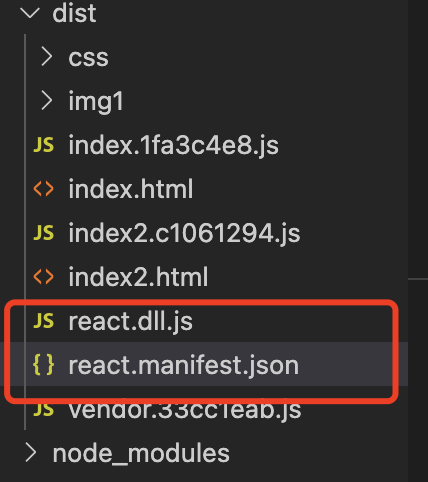 dist
css
img1
JS index.1fa3c4e8.js
<> index.html
JS index2.c1061294.js
<> index2.html
JS react.dll.js
{} react.manifest.json
JS vendor.33cc1eab.js
node_modules